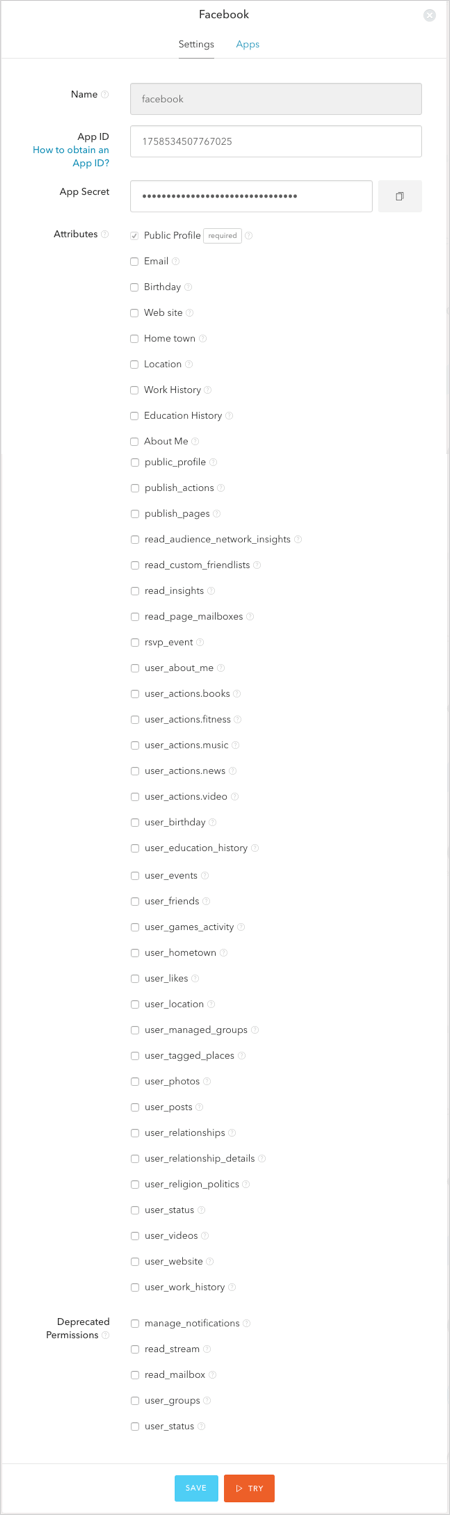 Facebook
Settings Apps
Name
facebook
App ID
How to obtain an
App ID?
1758534507767025
App Secret
••••••••••••••••••••••••••••••••
Attributes
Public Profile required
Email
Birthday
Web site
Home town
Location
Work History
Education History
About Me
public_profile
publish_actions
publish_pages
read_audience_network_insights
read_custom_friendlists
read_insights
read_page_mailboxes
rsvp_event
user_about_me
user_actions.books
user_actions.fitness
user_actions.music
user_actions.news
user_actions.video
user_birthday
user_education_history
user_events
user_friends
user_games_activity
user_hometown
user_likes
user_location
user_managed_groups
user_tagged_places
user_photos
user_posts
user_relationships
user_relationship_details
user_religion_politics
user_status
user_videos
user_website
user_work_history
Deprecated
Permissions
manage_notifications
read_stream
read_mailbox
user_groups
user_status
SAVE TRY